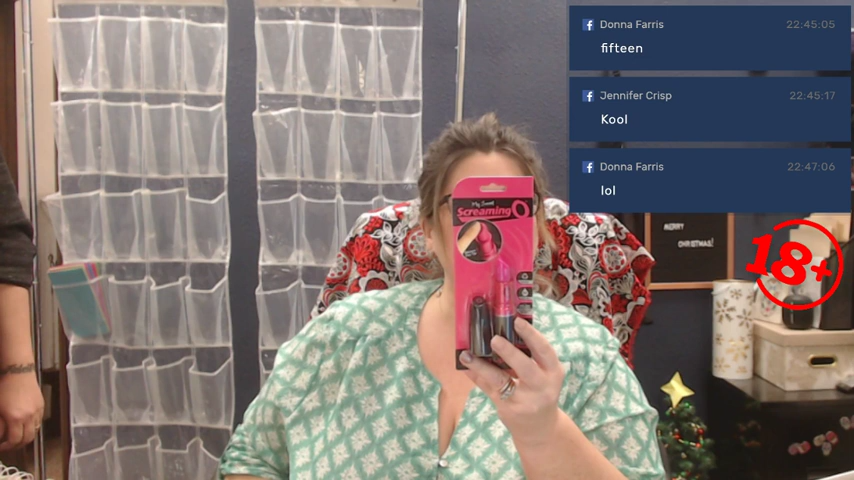 Donna Farris 22:45:05
fifteen
Jennifer Crisp 22:45:17
Kool
Donna Farris 22:47:06
lol
My Secret
Screaming O
MERRY
CHRISTMAS!
18+